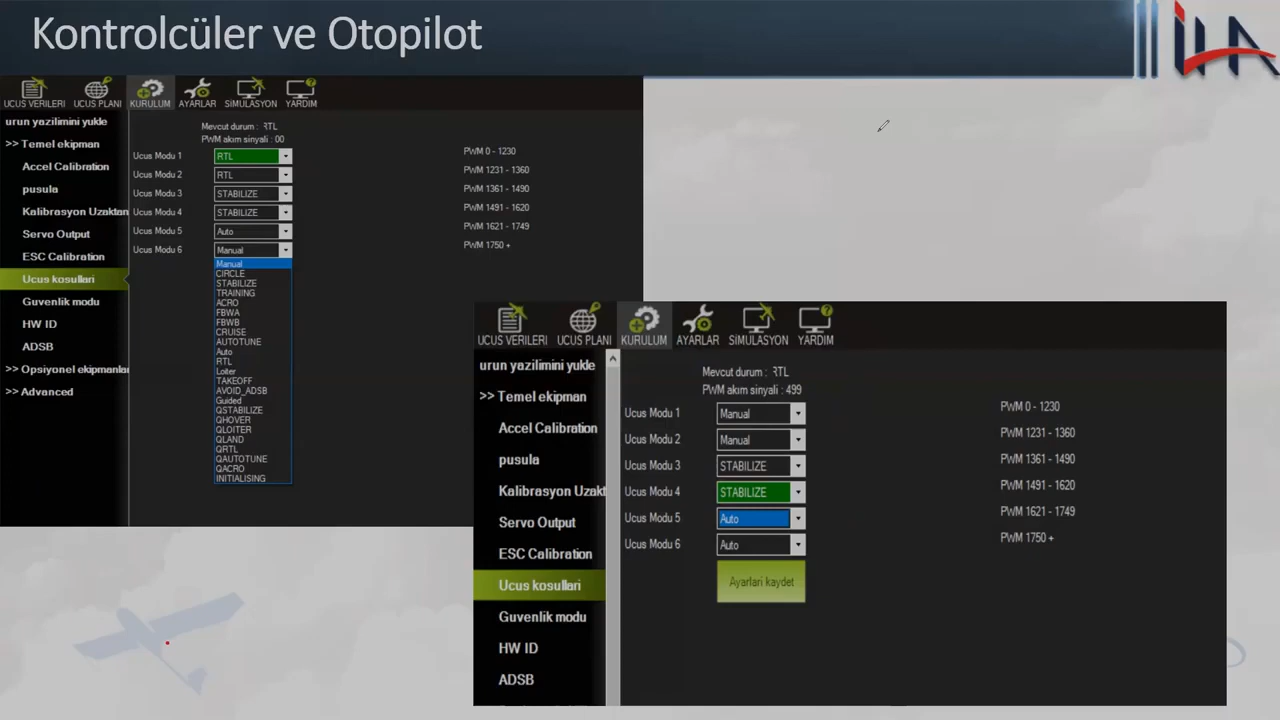 Kontrolcüler ve Otopilot
İHA
UCUS VERILERI UCUS PLANI KURULUM AYARLAR SIMULASYON YARDIM
urun yazilimini yukle
>> Temel ekipman
Accel Calibration
pusula
Kalibrasyon Uzaktan
Servo Output
ESC Calibration
Ucus kosullari
Guvenlik modu
HW ID
ADSB
>> Opsiyonel ekipmanlar
>> Advanced
Mevcut durum : RTL
PWM akım sinyali : 00
Ucus Modu 1 RTL PWM 0 - 1230
Ucus Modu 2 RTL PWM 1231 - 1360
Ucus Modu 3 STABILIZE PWM 1361 - 1490
Ucus Modu 4 STABILIZE PWM 1491 - 1620
Ucus Modu 5 Auto PWM 1621 - 1749
Ucus Modu 6 Manual PWM 1750 +
Manual
CIRCLE
STABILIZE
TRAINING
ACRO
FBWA
FBWB
CRUISE
AUTOTUNE
Auto
RTL
Loiter
TAKEOFF
AVOID_ADSB
Guided
QSTABILIZE
QHOVER
QLOITER
QLAND
QRTL
QAUTOTUNE
QACRO
INITIALISING
UCUS VERILERI UCUS PLANI KURULUM AYARLAR SIMULASYON YARDIM
urun yazilimini yukle
>> Temel ekipman
Accel Calibration
pusula
Kalibrasyon Uzakt
Servo Output
ESC Calibration
Ucus kosullari
Guvenlik modu
HW ID
ADSB
Mevcut durum : RTL
PWM akım sinyali : 499
Ucus Modu 1 Manual PWM 0 - 1230
Ucus Modu 2 Manual PWM 1231 - 1360
Ucus Modu 3 STABILIZE PWM 1361 - 1490
Ucus Modu 4 STABILIZE PWM 1491 - 1620
Ucus Modu 5 Auto PWM 1621 - 1749
Ucus Modu 6 Auto PWM 1750 +
Ayarlari kaydet